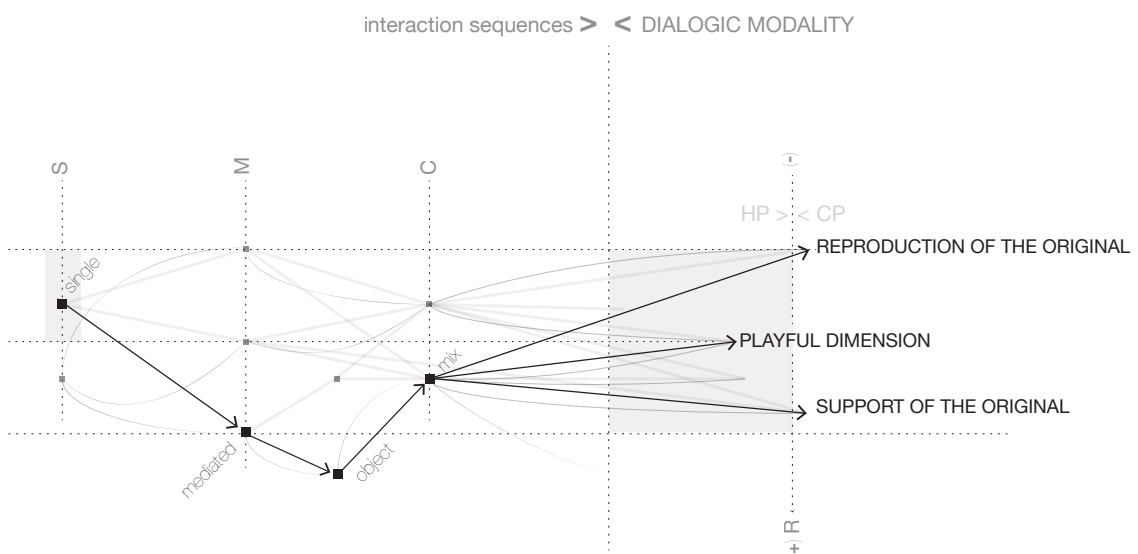 interaction sequences > < DIALOGIC MODALITY
S
M
C
(-)
HP > < CP
REPRODUCTION OF THE ORIGINAL
single
PLAYFUL DIMENSION
mix
SUPPORT OF THE ORIGINAL
mediated
object
(+) R